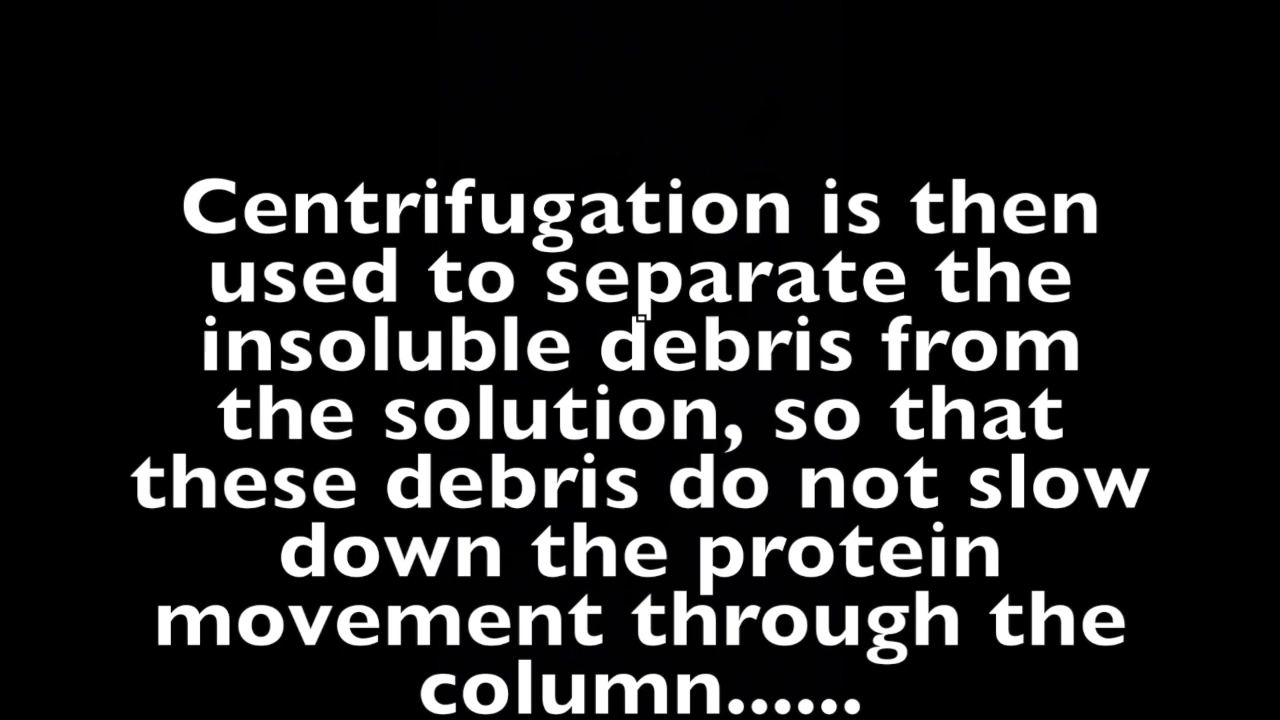 Centrifugation is then
used to separate the
insoluble debris from
the solution, so that
these debris do not slow
down the protein
movement through the
column......